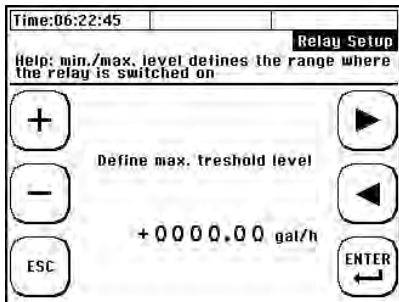 Time:06:22:45
Relay Setup
Help: min./max. level defines the range where
the relay is switched on
+
Define max. treshold level
−
+0000.00 gal/h
ESC
ENTER